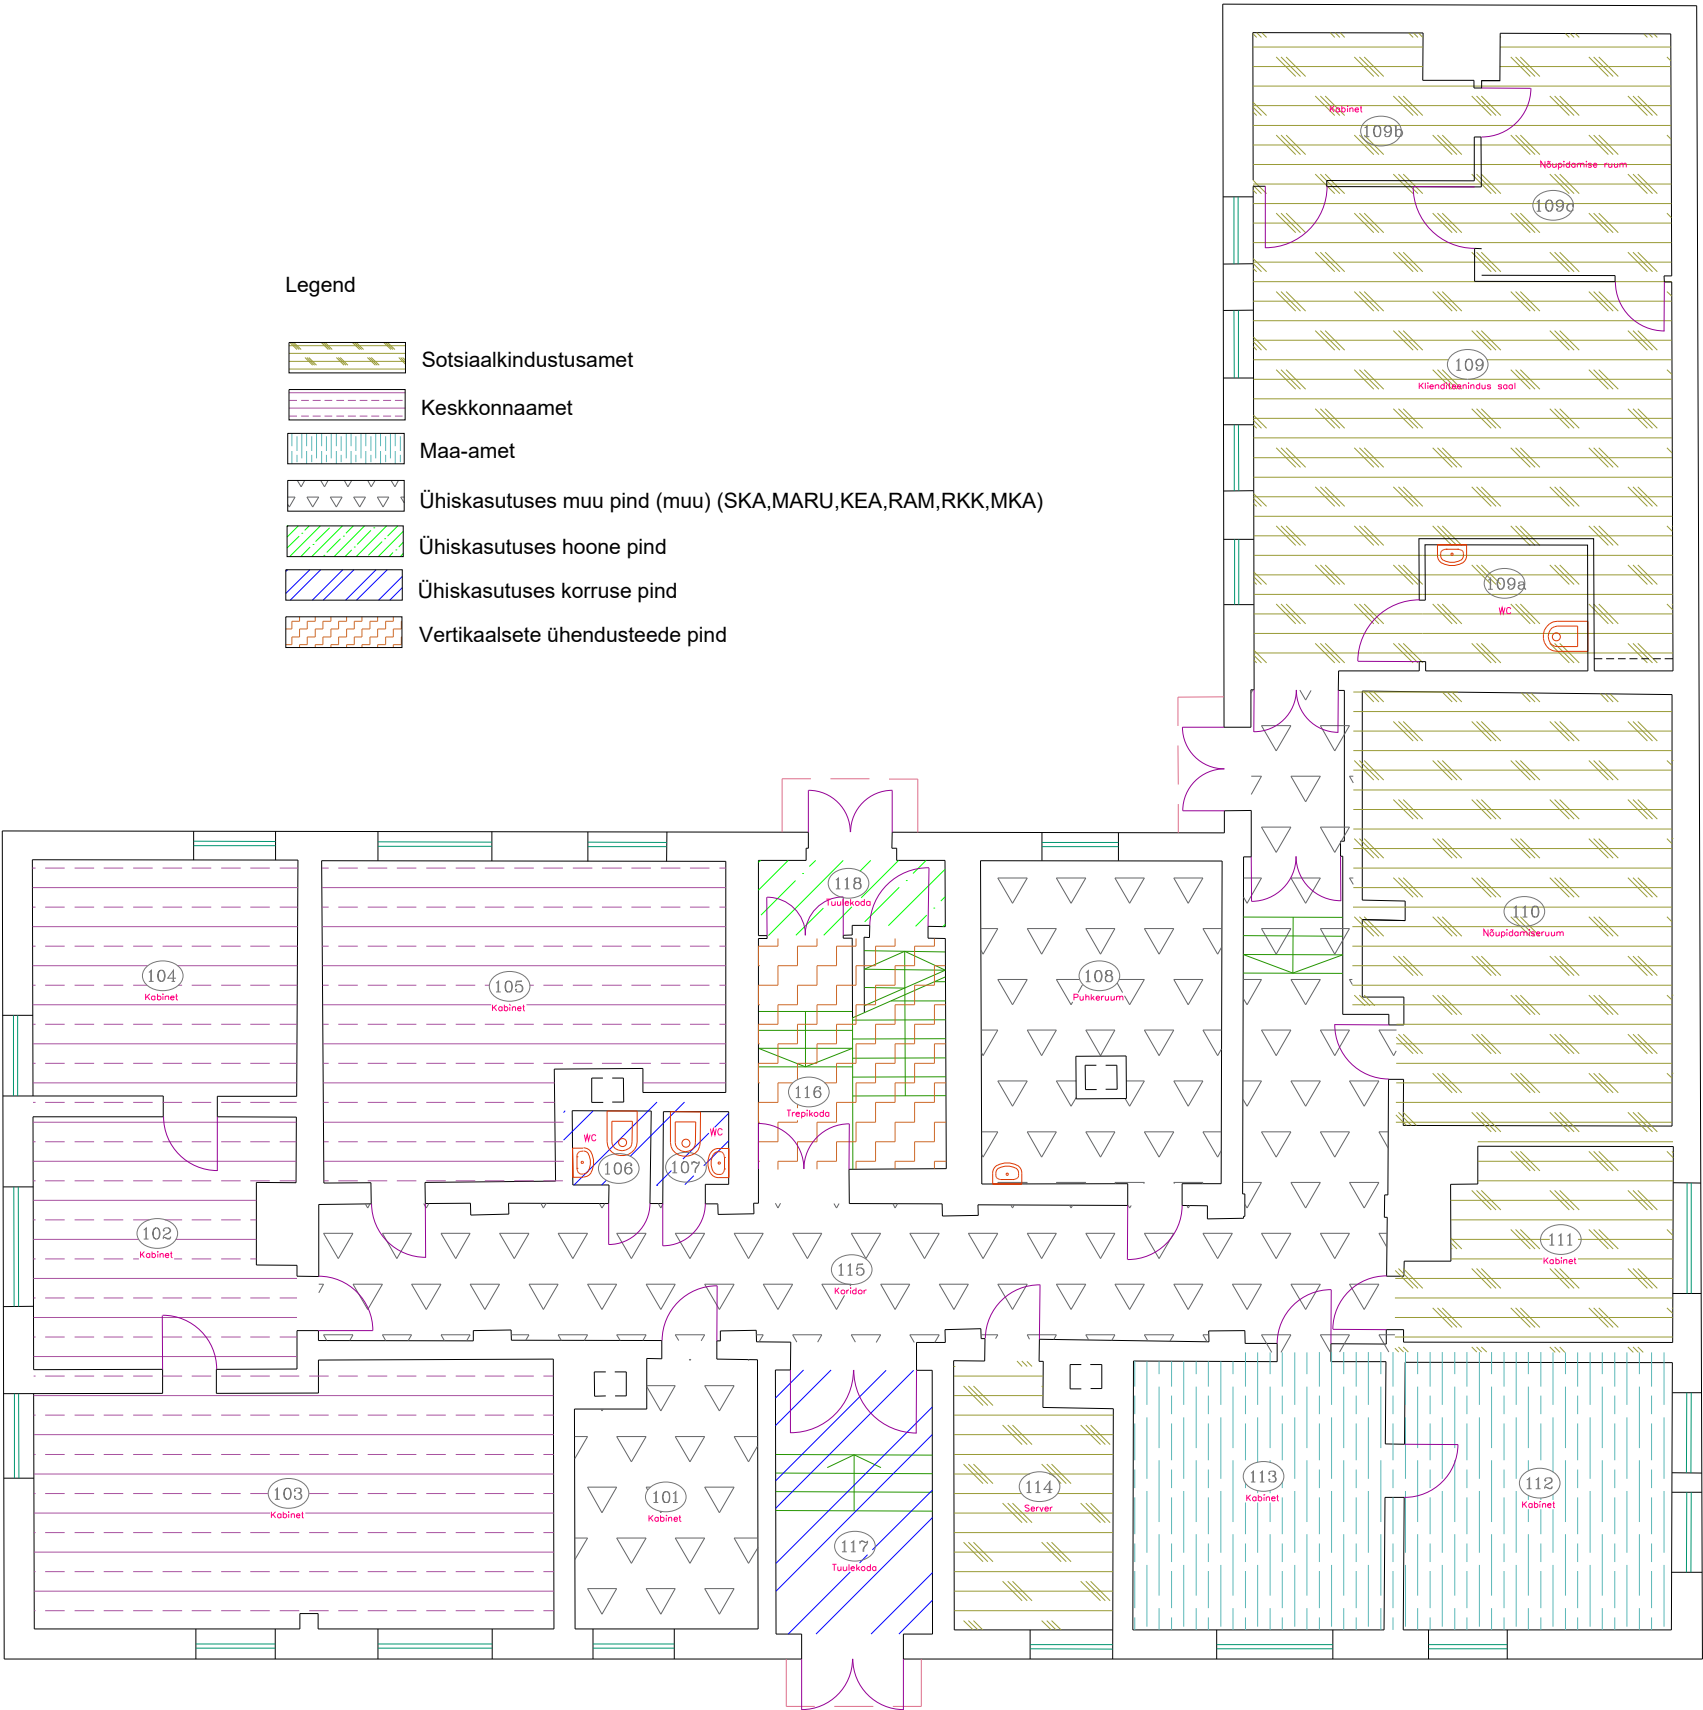 Kabinet
109b
Nõupidamise ruum
109c
Legend
Sotsiaalkindustusamet
109
Klienditeenindus saal
Keskkonnaamet
Maa-amet
Ühiskasutuses muu pind (muu) (SKA,MARU,KEA,RAM,RKK,MKA)
Ühiskasutuses hoone pind
109a
WC
Ühiskasutuses korruse pind
Vertikaalsete ühendusteede pind
118
Tuulekoda
110
Nõupidamiseruum
104
Kabinet
105
Kabinet
108
Puhkeruum
116
Trepikoda
WC
WC
106
107
102
Kabinet
111
Kabinet
115
Koridor
103
Kabinet
101
Kabinet
114
Server
113
Kabinet
112
Kabinet
117
Tuulekoda